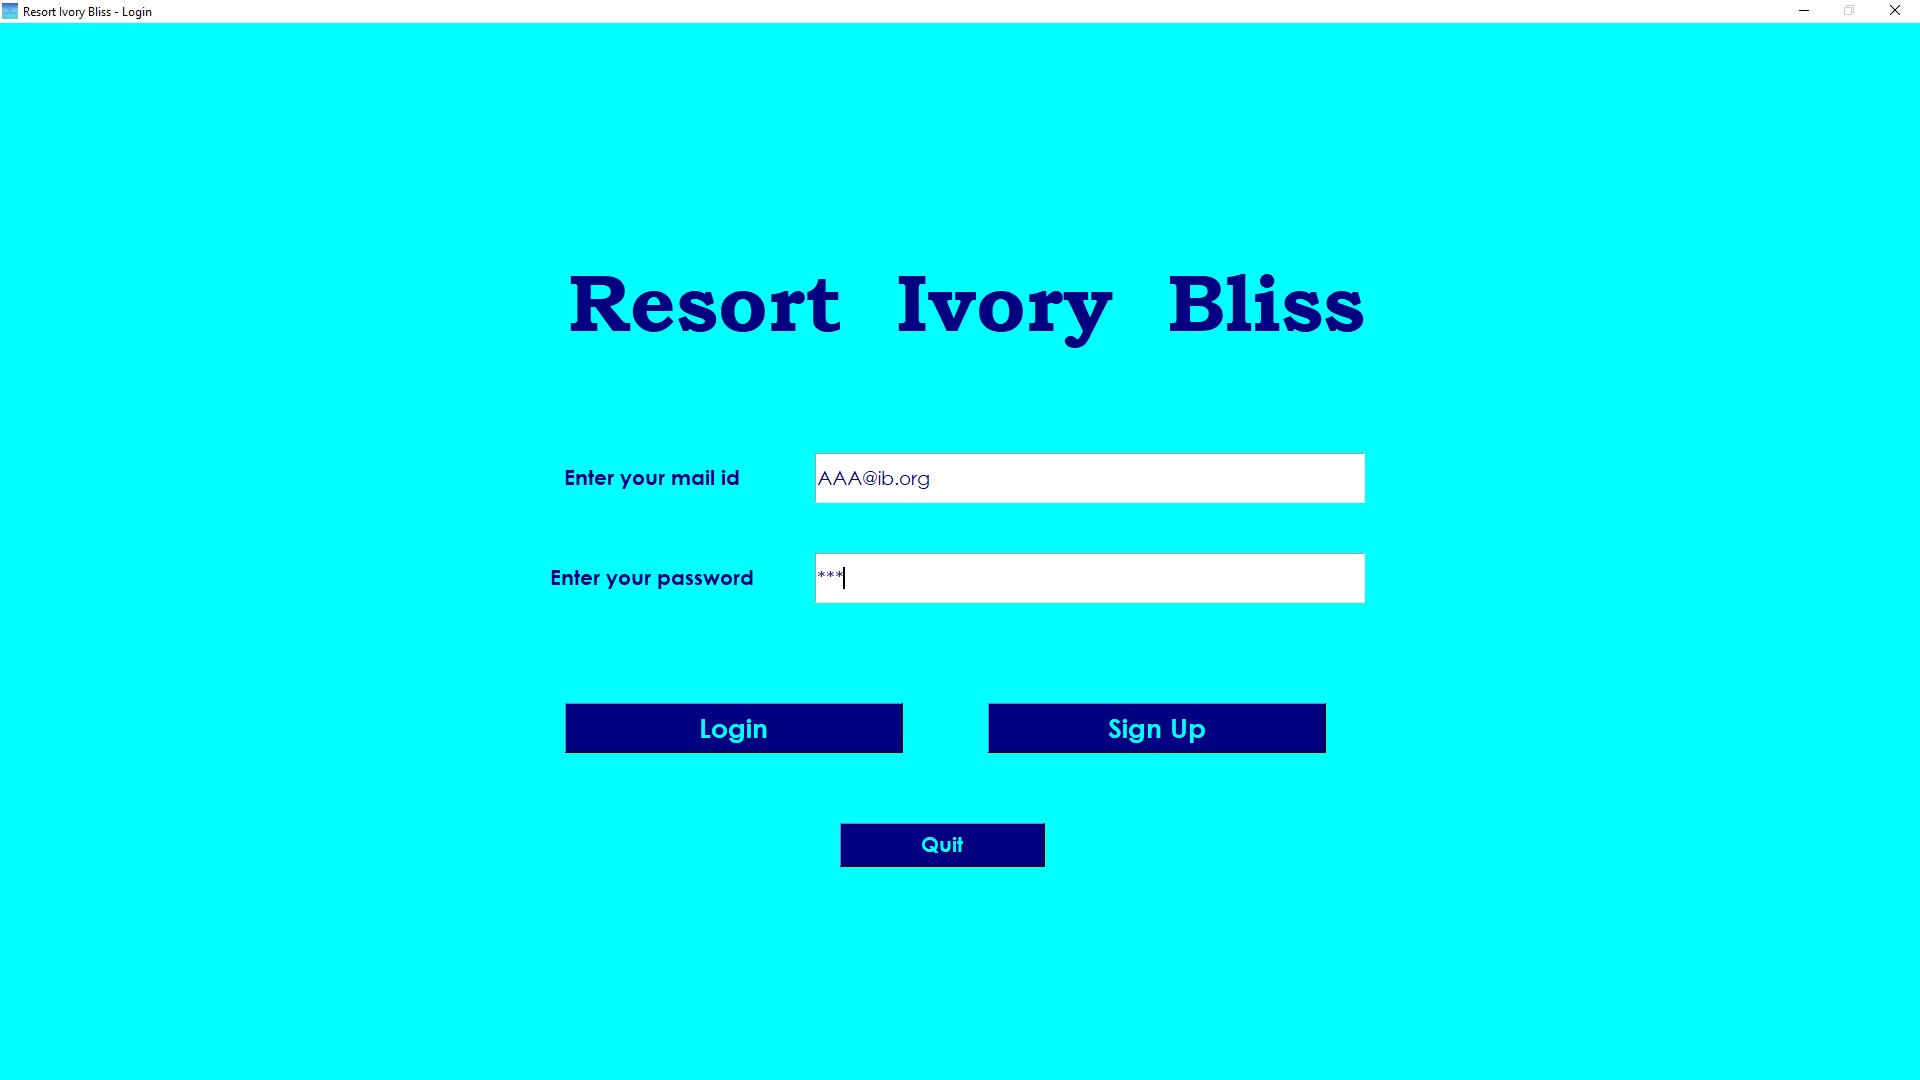 Resort Ivory Bliss - Login
Resort Ivory Bliss
Enter your mail id
AAA@ib.org
Enter your password
***
Login
Sign Up
Quit